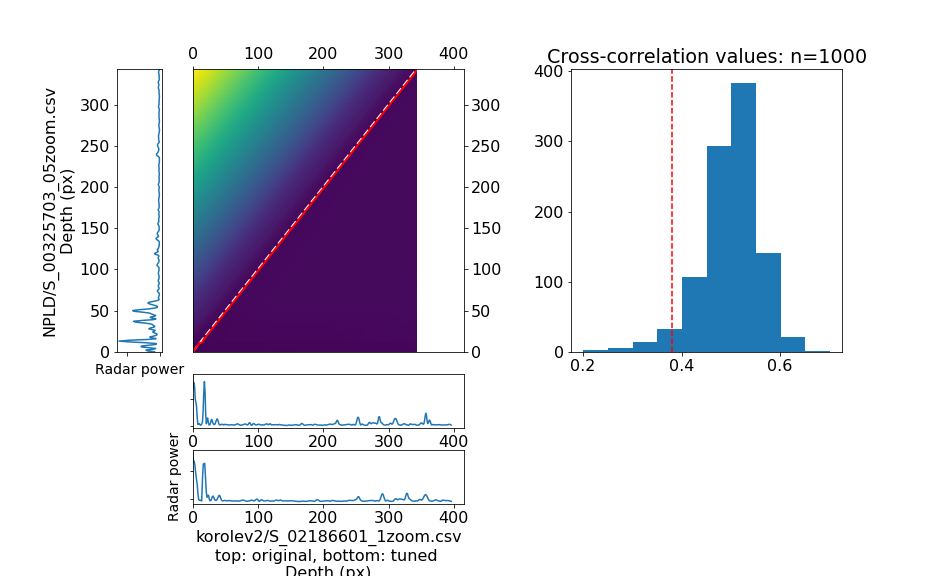 Cross-correlation values: n=1000
0 100 200 300 400
NPLD/S_00325703_05zoom.csv
Depth (px)
300
250
200
150
100
50
0
Radar power
300
250
200
150
100
50
0
400
300
200
100
0
0.2 0.4 0.6
0 100 200 300 400
Radar power
0 100 200 300 400
korolev2/S_02186601_1zoom.csv
top: original, bottom: tuned
Depth (px)